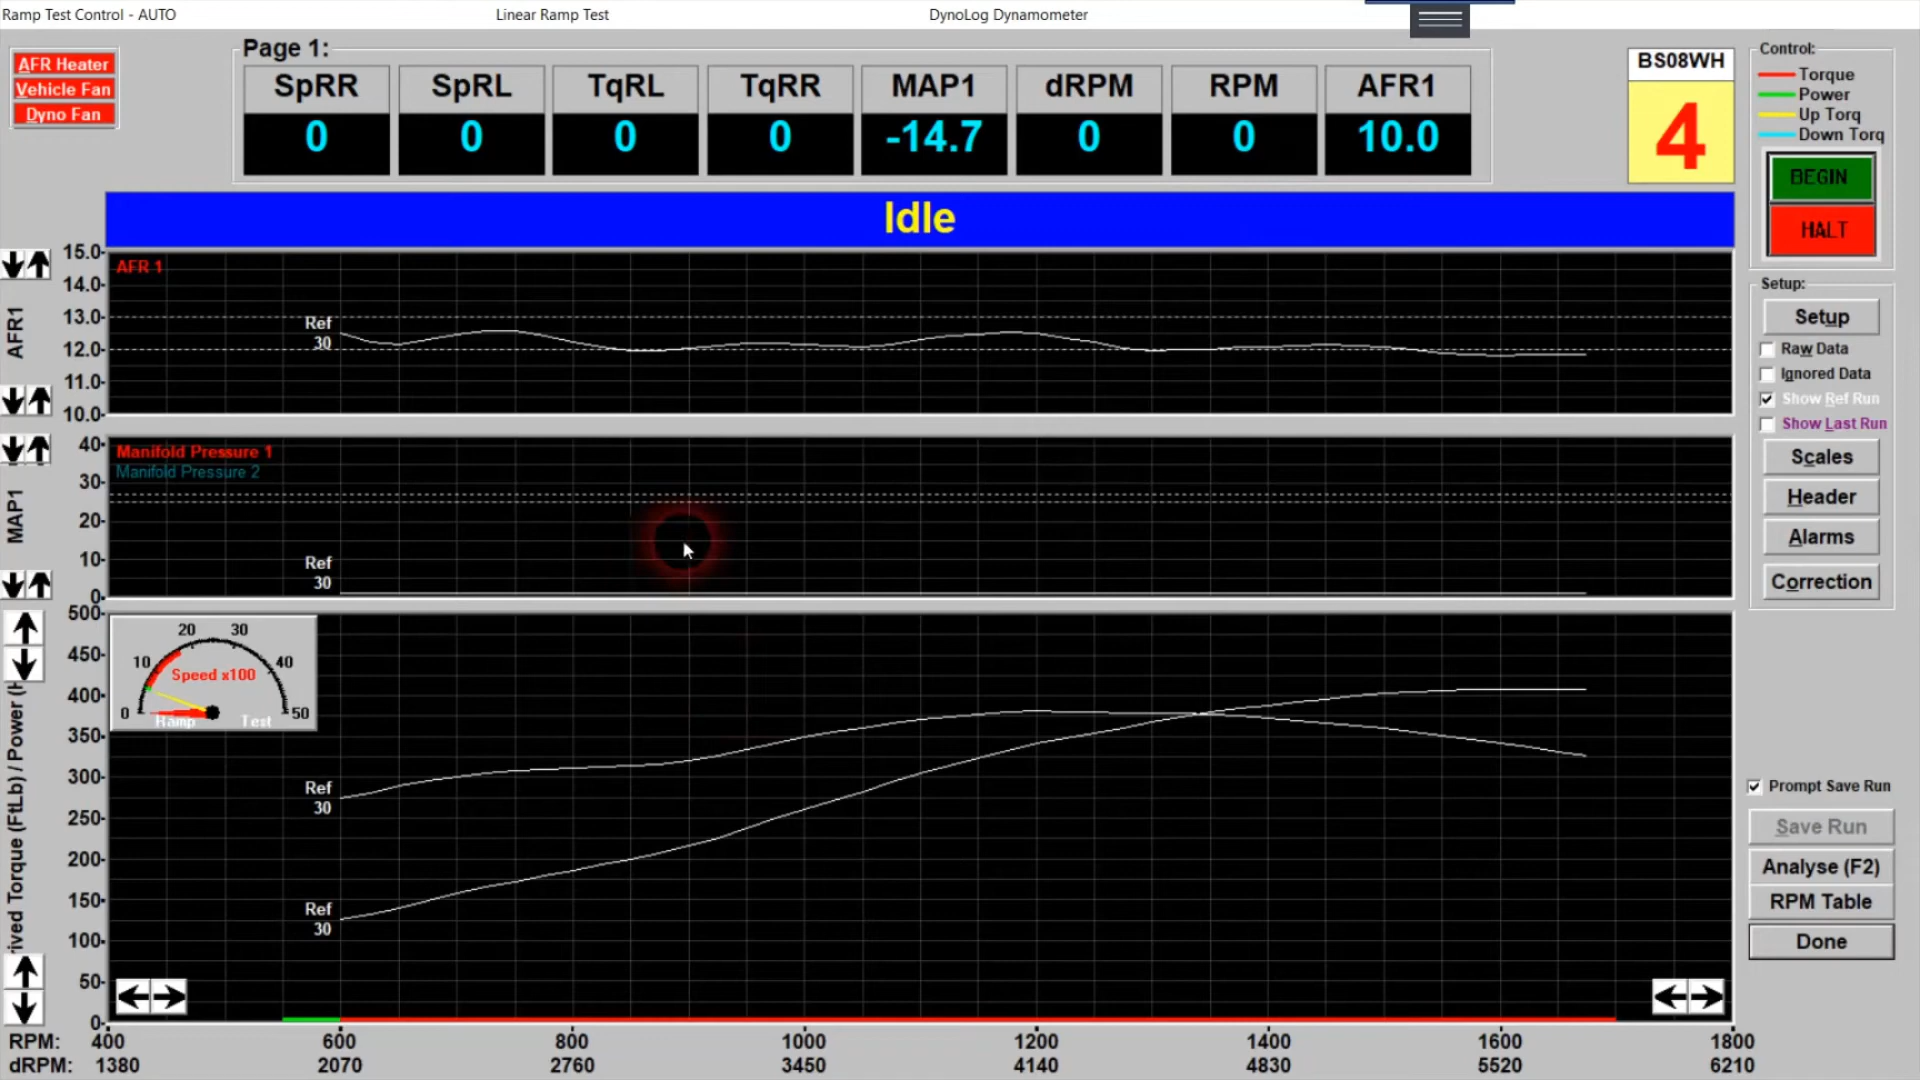 Ramp Test Control - AUTO
Linear Ramp Test
DynoLog Dynamometer
AFR Heater
Vehicle Fan
Dyno Fan
Page 1:
SpRR SpRL TqRL TqRR MAP1 dRPM RPM AFR1
0 0 0 0 -14.7 0 0 10.0
BS08WH
4
Control:
Torque
Power
Up Torq
Down Torq
BEGIN
HALT
Idle
AFR1
15.0
14.0
13.0
12.0
11.0
10.0
AFR 1
Ref
30
MAP1
40
30
20
10
0
Manifold Pressure 1
Manifold Pressure 2
Ref
30
Setup:
Setup
Raw Data
Ignored Data
Show Ref Run
Show Last Run
Scales
Header
Alarms
Correction
rived Torque (FtLb) / Power (H
500
450
400
350
300
250
200
150
100
50
0
0 10 20 30 40 50
Speed x100
Ramp Test
Ref
30
Ref
30
Prompt Save Run
Save Run
Analyse (F2)
RPM Table
Done
RPM: 400 600 800 1000 1200 1400 1600 1800
dRPM: 1380 2070 2760 3450 4140 4830 5520 6210